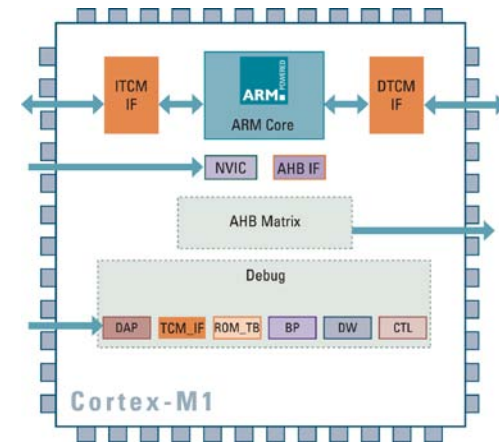 ITCM
IF
ARM POWERED
ARM Core
DTCM
IF
NVIC
AHB IF
AHB Matrix
Debug
DAP
TCM_IF
ROM_TB
BP
DW
CTL
Cortex-M1